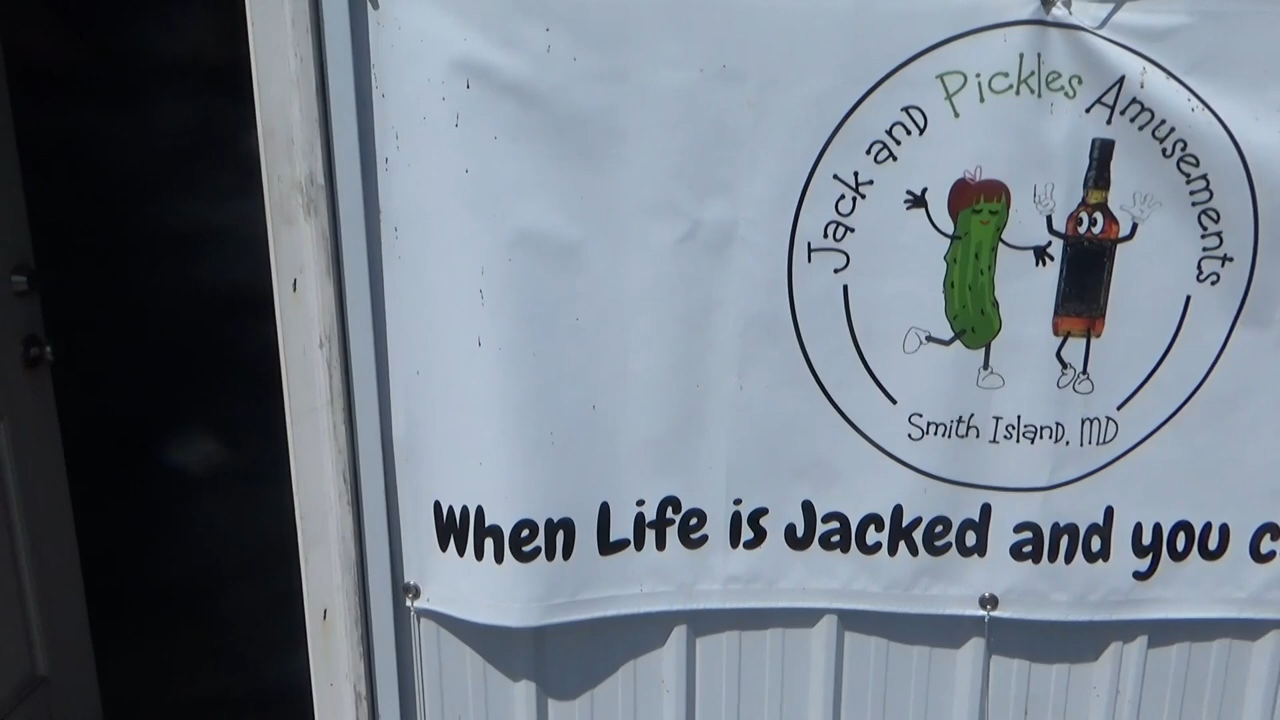 Jack and Pickles Amusements
Smith Island, MD
When Life is Jacked and you c